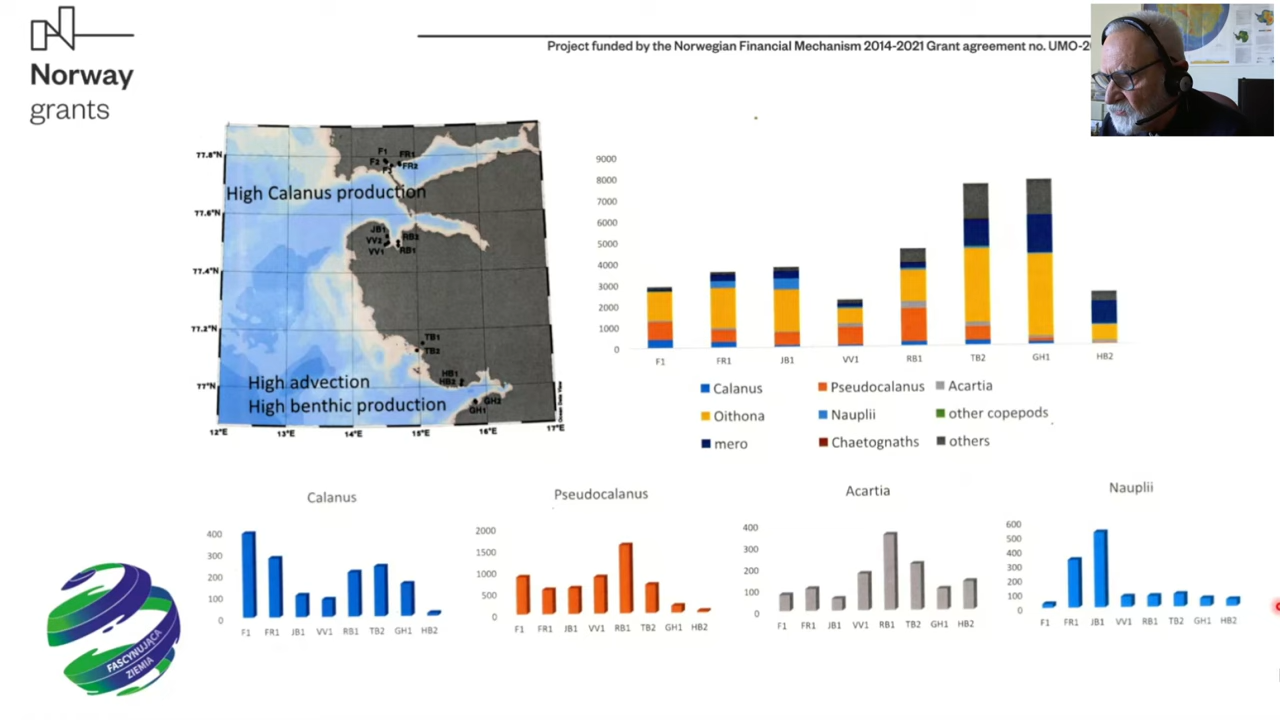 Norway
grants
Project funded by the Norwegian Financial Mechanism 2014-2021 Grant agreement no.
77.8°N
77.6°N
77.4°N
77.2°N
77°N
12°E
13°E
14°E
15°E
16°E
17°E
F1
F2
F3
FR1
FR2
High Calanus production
JB1
VV2
VV1
RB2
RB1
TB1
TB2
HB1
HB2
GH2
GH1
High advection
High benthic production
Ocean Data View
9000
8000
7000
6000
5000
4000
3000
2000
1000
0
F1 FR1 JB1 VV1 RB1 TB2 GH1 HB2
Calanus Pseudocalanus Acartia
Oithona Nauplii other copepods
mero Chaetognaths others
Calanus
400
300
200
100
0
F1 FR1 JB1 VV1 RB1 TB2 GH1 HB2
Pseudocalanus
2000
1500
1000
500
0
F1 FR1 JB1 VV1 RB1 TB2 GH1 HB2
Acartia
400
300
200
100
0
F1 FR1 JB1 VV1 RB1 TB2 GH1 HB2
Nauplii
600
500
400
300
200
100
0
F1 FR1 JB1 VV1 RB1 TB2 GH1 HB2
FASCYNUJĄCA
ZIEMIA